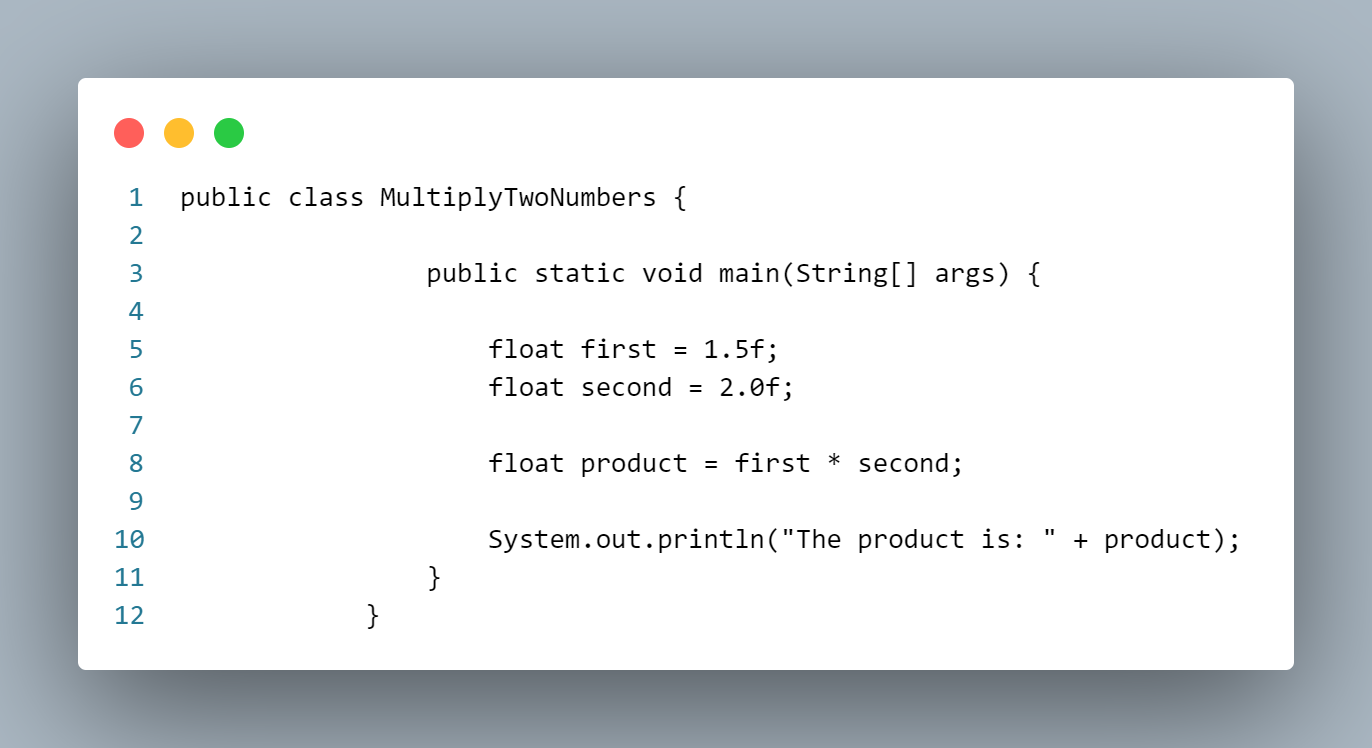 1 public class MultiplyTwoNumbers {
2
3                 public static void main(String[] args) {
4
5                     float first = 1.5f;
6                     float second = 2.0f;
7
8                     float product = first * second;
9
10                     System.out.println("The product is: " + product);
11                 }
12             }